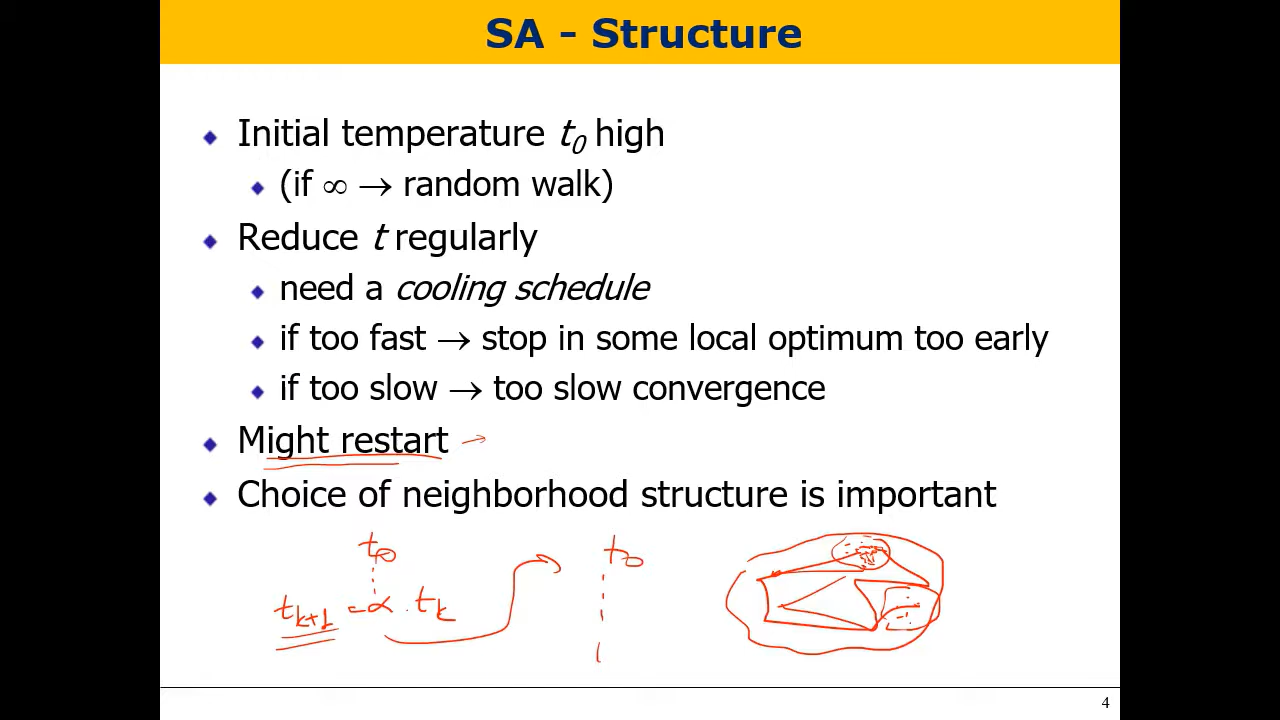 SA - Structure
Initial temperature t0 high
(if ∞ → random walk)
Reduce t regularly
need a cooling schedule
if too fast → stop in some local optimum too early
if too slow → too slow convergence
Might restart →
Choice of neighborhood structure is important
t0 t0
tk+1 = α . tk
4